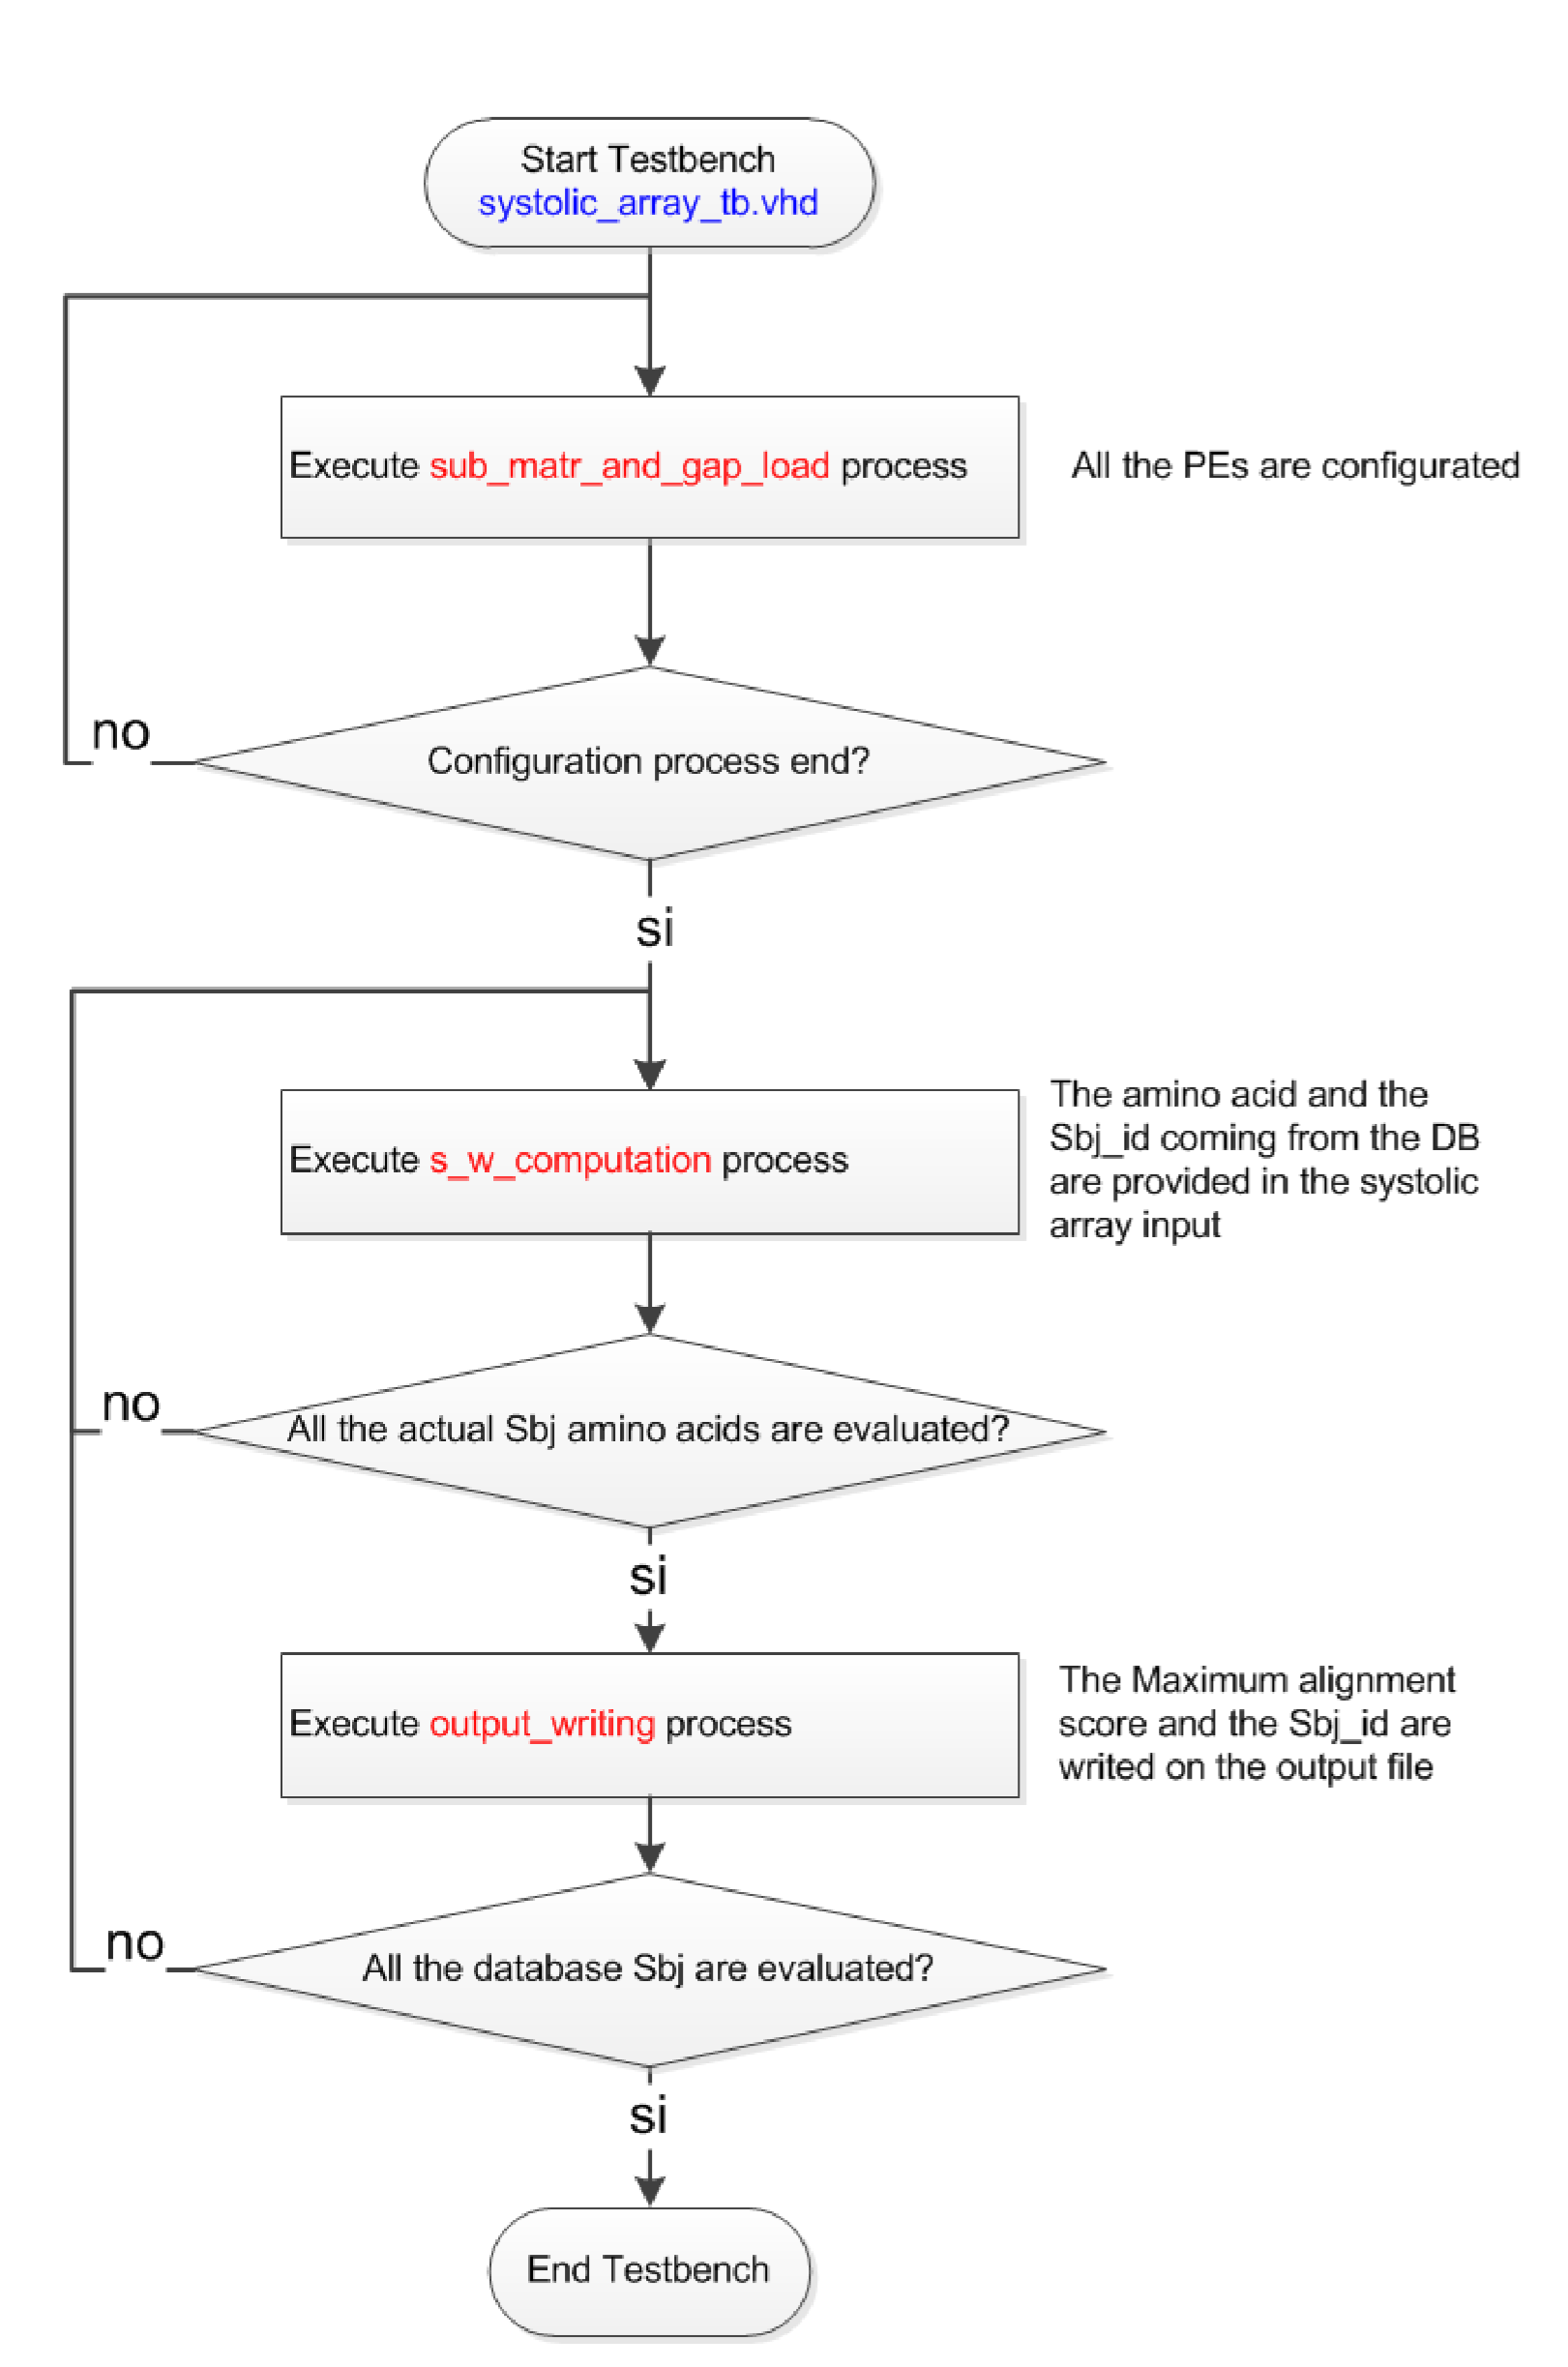 Start Testbench
systolic_array_tb.vhd
Execute sub_matr_and_gap_load process
All the PEs are configurated
no
Configuration process end?
si
Execute s_w_computation process
The amino acid and the
Sbj_id coming from the DB
are provided in the systolic
array input
no
All the actual Sbj amino acids are evaluated?
si
Execute output_writing process
The Maximum alignment
score and the Sbj_id are
writed on the output file
no
All the database Sbj are evaluated?
si
End Testbench